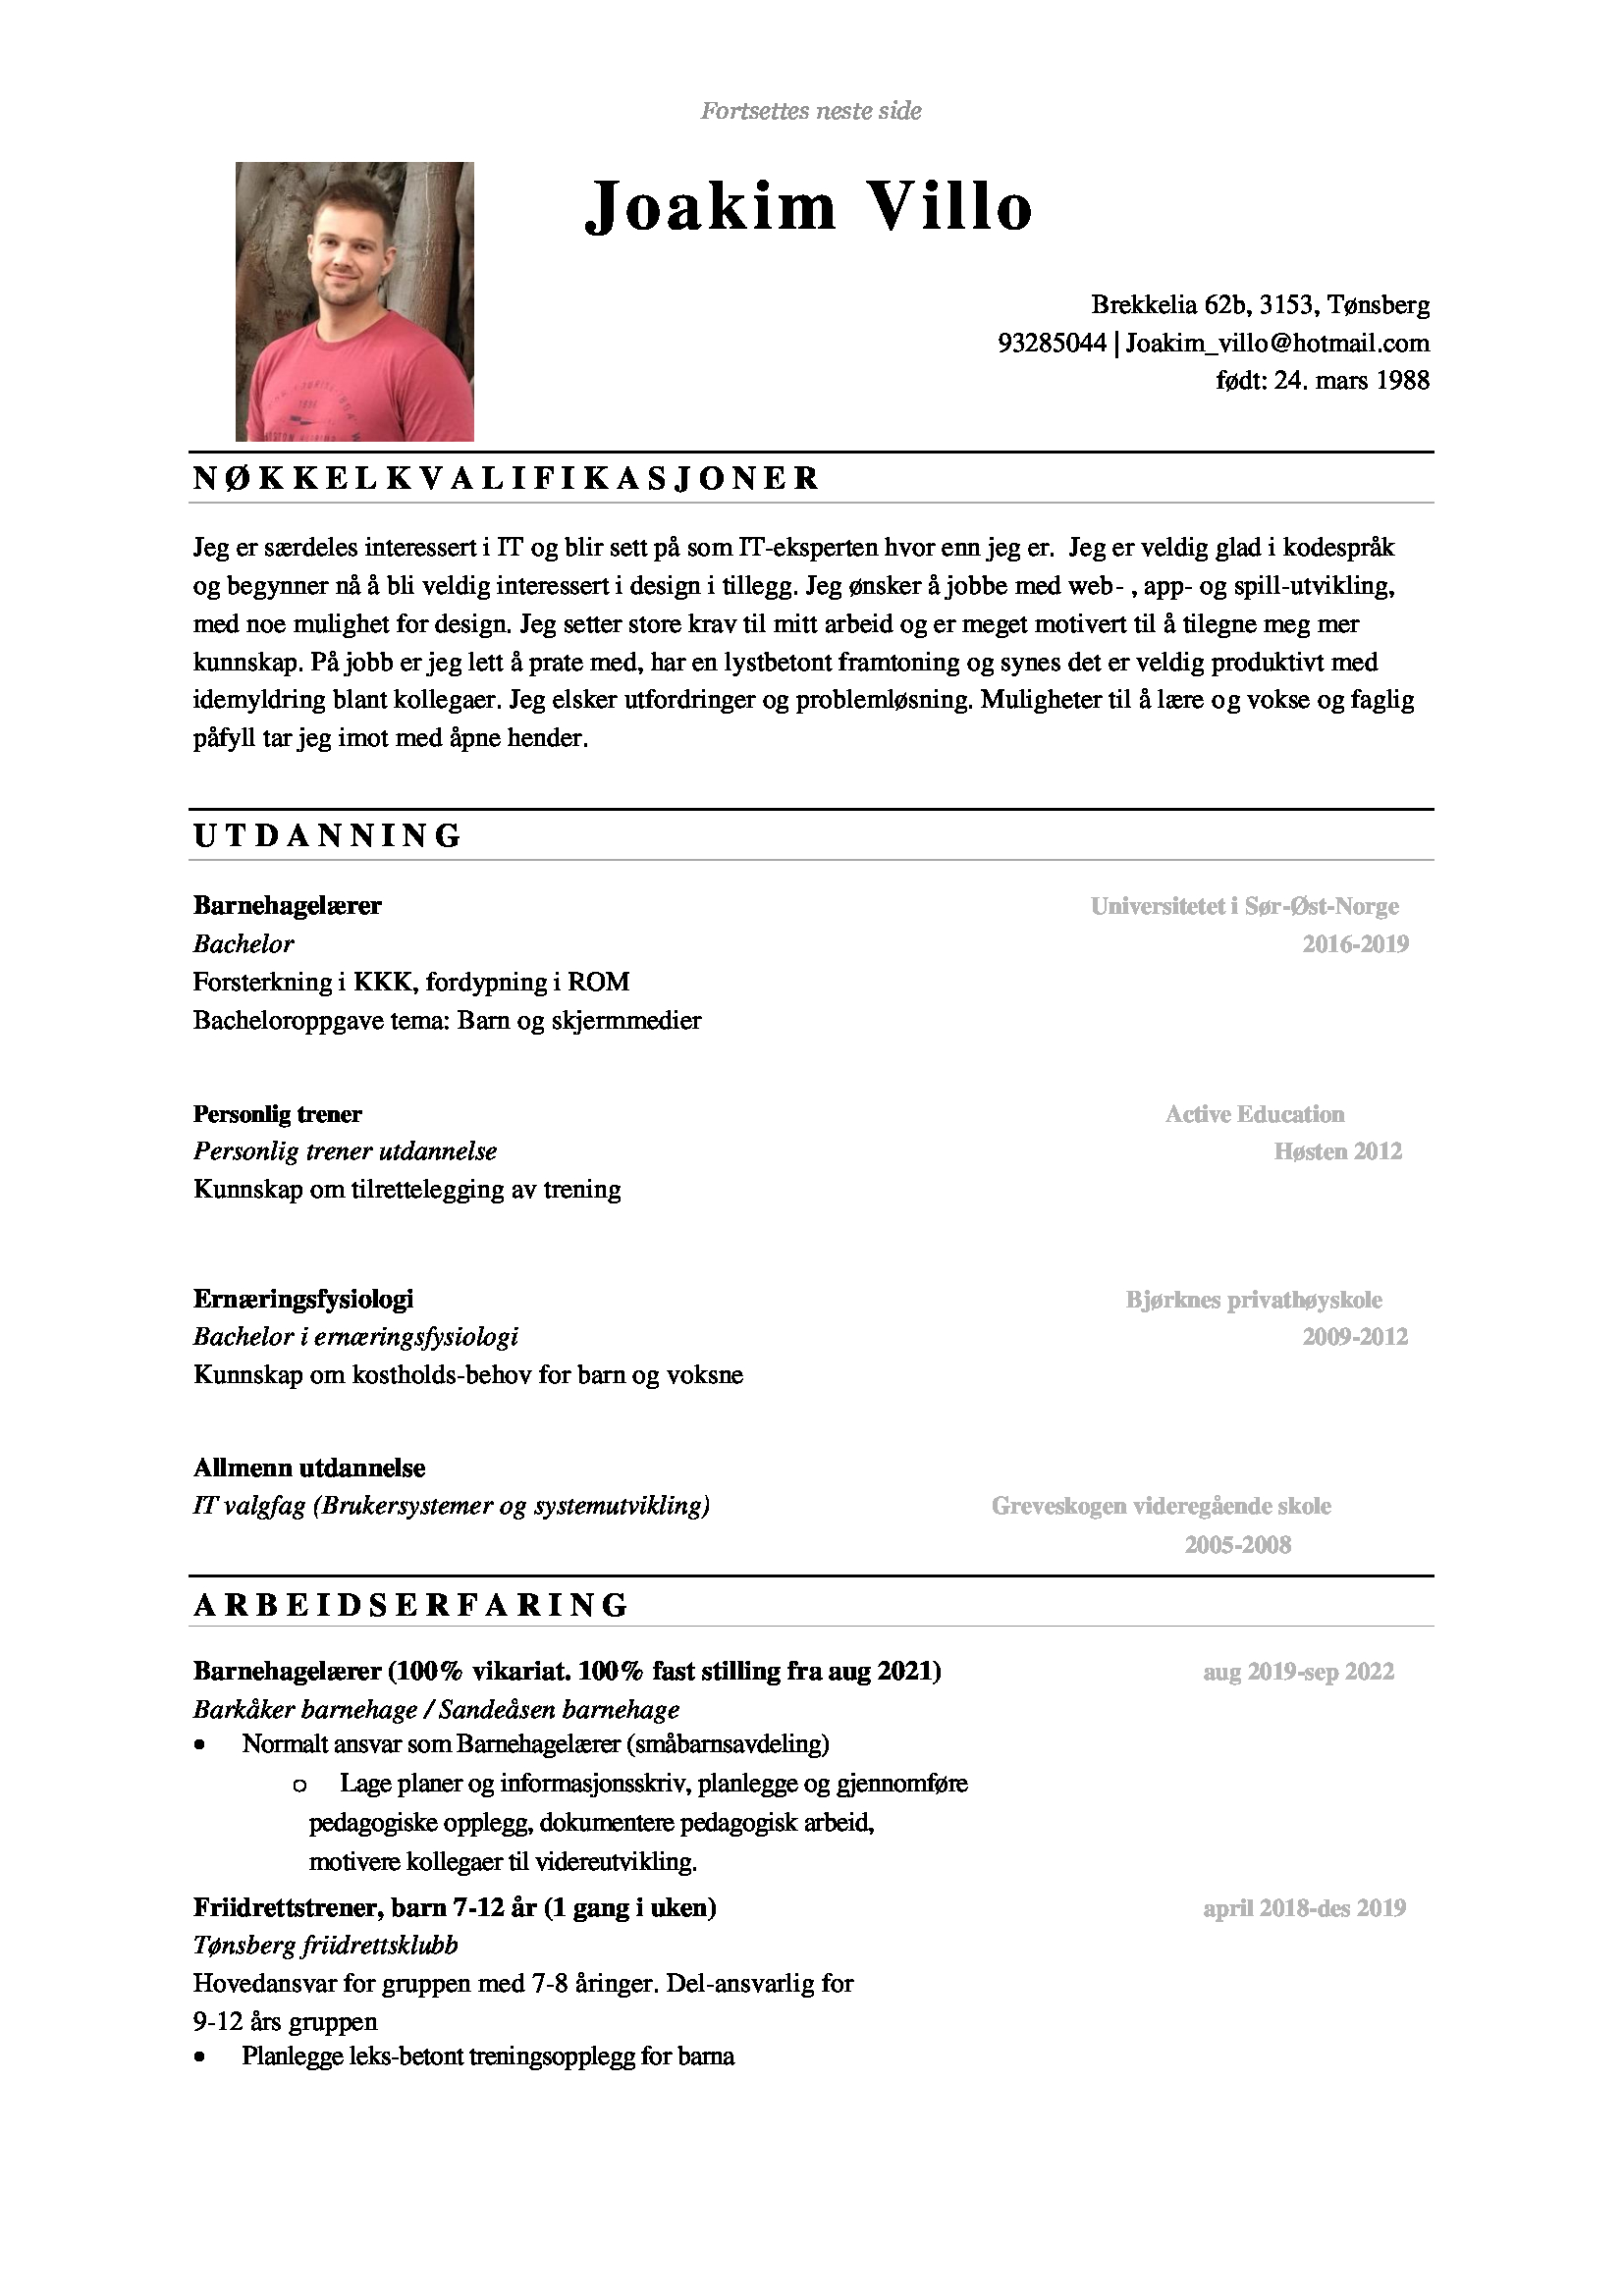 Fortsettes neste side
Joakim Villo
Brekkelia 62b, 3153, Tønsberg
93285044 | Joakim_villo@hotmail.com
født: 24. mars 1988
NØKKELKVALIFIKASJONER
Jeg er særdeles interessert i IT og blir sett på som IT-eksperten hvor enn jeg er.  Jeg er veldig glad i kodespråk
og begynner nå å bli veldig interessert i design i tillegg. Jeg ønsker å jobbe med web- , app- og spill-utvikling,
med noe mulighet for design. Jeg setter store krav til mitt arbeid og er meget motivert til å tilegne meg mer
kunnskap. På jobb er jeg lett å prate med, har en lystbetont framtoning og synes det er veldig produktivt med
idemyldring blant kollegaer. Jeg elsker utfordringer og problemløsning. Muligheter til å lære og vokse og faglig
påfyll tar jeg imot med åpne hender.
UTDANNING
Barnehagelærer Universitetet i Sør-Øst-Norge
Bachelor 2016-2019
Forsterkning i KKK, fordypning i ROM
Bacheloroppgave tema: Barn og skjermmedier
Personlig trener Active Education
Personlig trener utdannelse Høsten 2012
Kunnskap om tilrettelegging av trening
Ernæringsfysiologi Bjørknes privathøyskole
Bachelor i ernæringsfysiologi 2009-2012
Kunnskap om kostholds-behov for barn og voksne
Allmenn utdannelse
IT valgfag (Brukersystemer og systemutvikling) Greveskogen videregående skole
2005-2008
ARBEIDSERFARING
Barnehagelærer (100% vikariat. 100% fast stilling fra aug 2021) aug 2019-sep 2022
Barkåker barnehage / Sandeåsen barnehage
• Normalt ansvar som Barnehagelærer (småbarnsavdeling)
o Lage planer og informasjonsskriv, planlegge og gjennomføre
pedagogiske opplegg, dokumentere pedagogisk arbeid,
motivere kollegaer til videreutvikling.
Friidrettstrener, barn 7-12 år (1 gang i uken) april 2018-des 2019
Tønsberg friidrettsklubb
Hovedansvar for gruppen med 7-8 åringer. Del-ansvarlig for
9-12 års gruppen
• Planlegge leks-betont treningsopplegg for barna